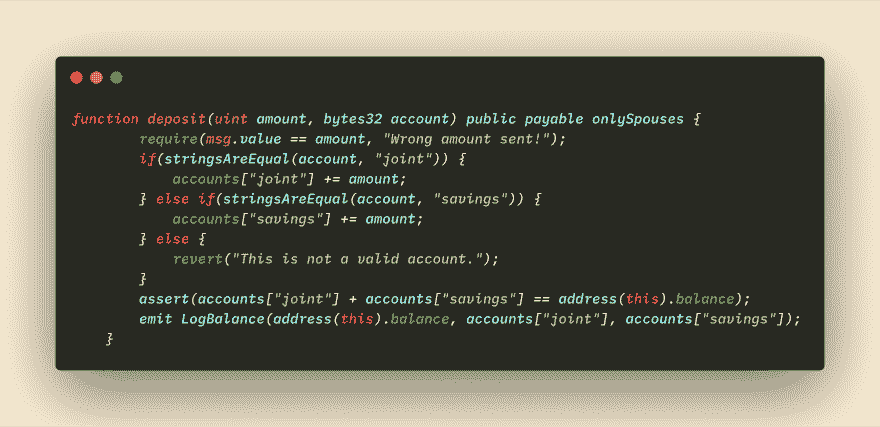 function deposit(uint amount, bytes32 account) public payable onlySpouses {
        require(msg.value == amount, "Wrong amount sent!");
        if(stringsAreEqual(account, "joint")) {
            accounts["joint"] += amount;
        } else if(stringsAreEqual(account, "savings")) {
            accounts["savings"] += amount;
        } else {
            revert("This is not a valid account.");
        }
        assert(accounts["joint"] + accounts["savings"] == address(this).balance);
        emit LogBalance(address(this).balance, accounts["joint"], accounts["savings"]);
    }